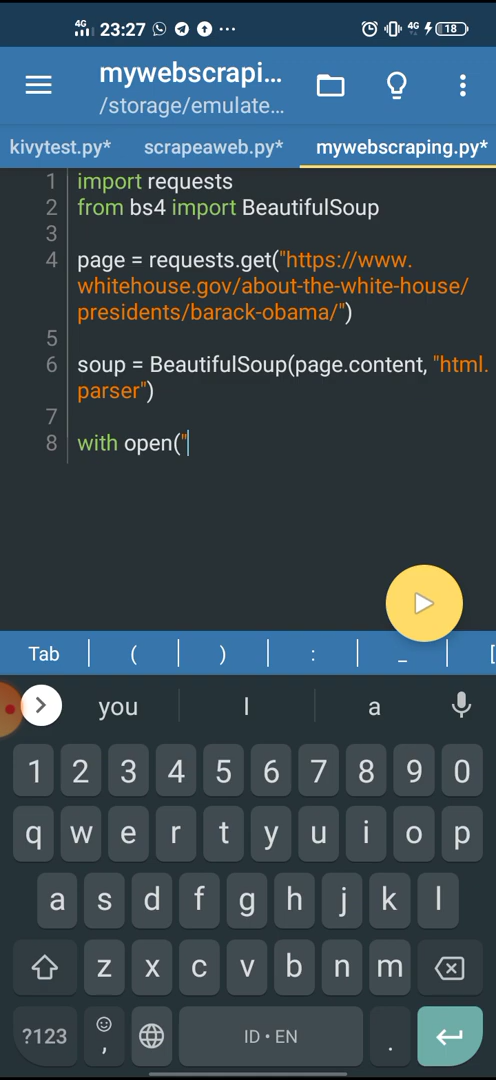 4G 23:27 ... 4G 18
mywebscrapi...
/storage/emulate...
kivytest.py* scrapeaweb.py* mywebscraping.py*
1 import requests
2 from bs4 import BeautifulSoup
3
4 page = requests.get("https://www.
whitehouse.gov/about-the-white-house/
presidents/barack-obama/")
5
6 soup = BeautifulSoup(page.content, "html.
parser")
7
8 with open("
Tab ( ) : _ [
you I a
1 2 3 4 5 6 7 8 9 0
q w e r t y u i o p
a s d f g h j k l
z x c v b n m
?123 , ID • EN .